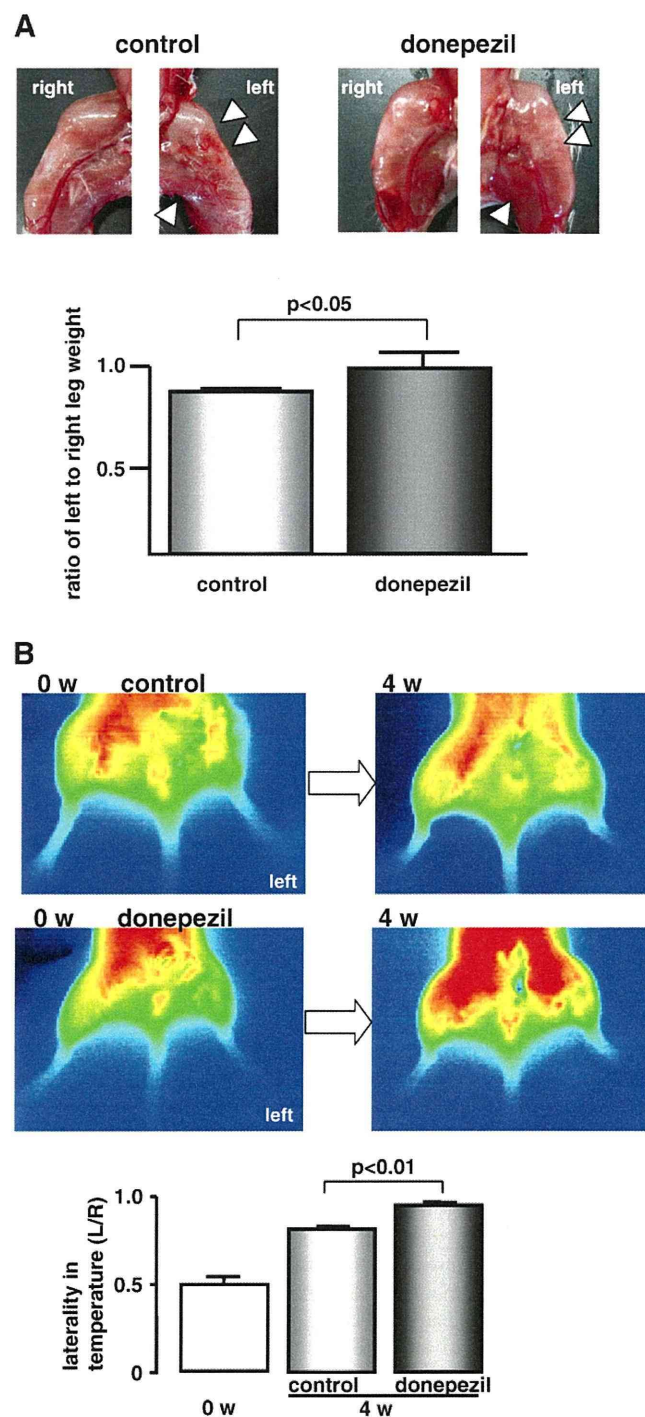 A
control donepezil
right left right left
p<0.05
1.0
0.5
ratio of left to right leg weight
control donepezil
B
0 w control 4 w
left
0 w donepezil 4 w
left
p<0.01
1.0
0.5
0
laterality in
temperature (L/R)
control donepezil
0 w 4 w